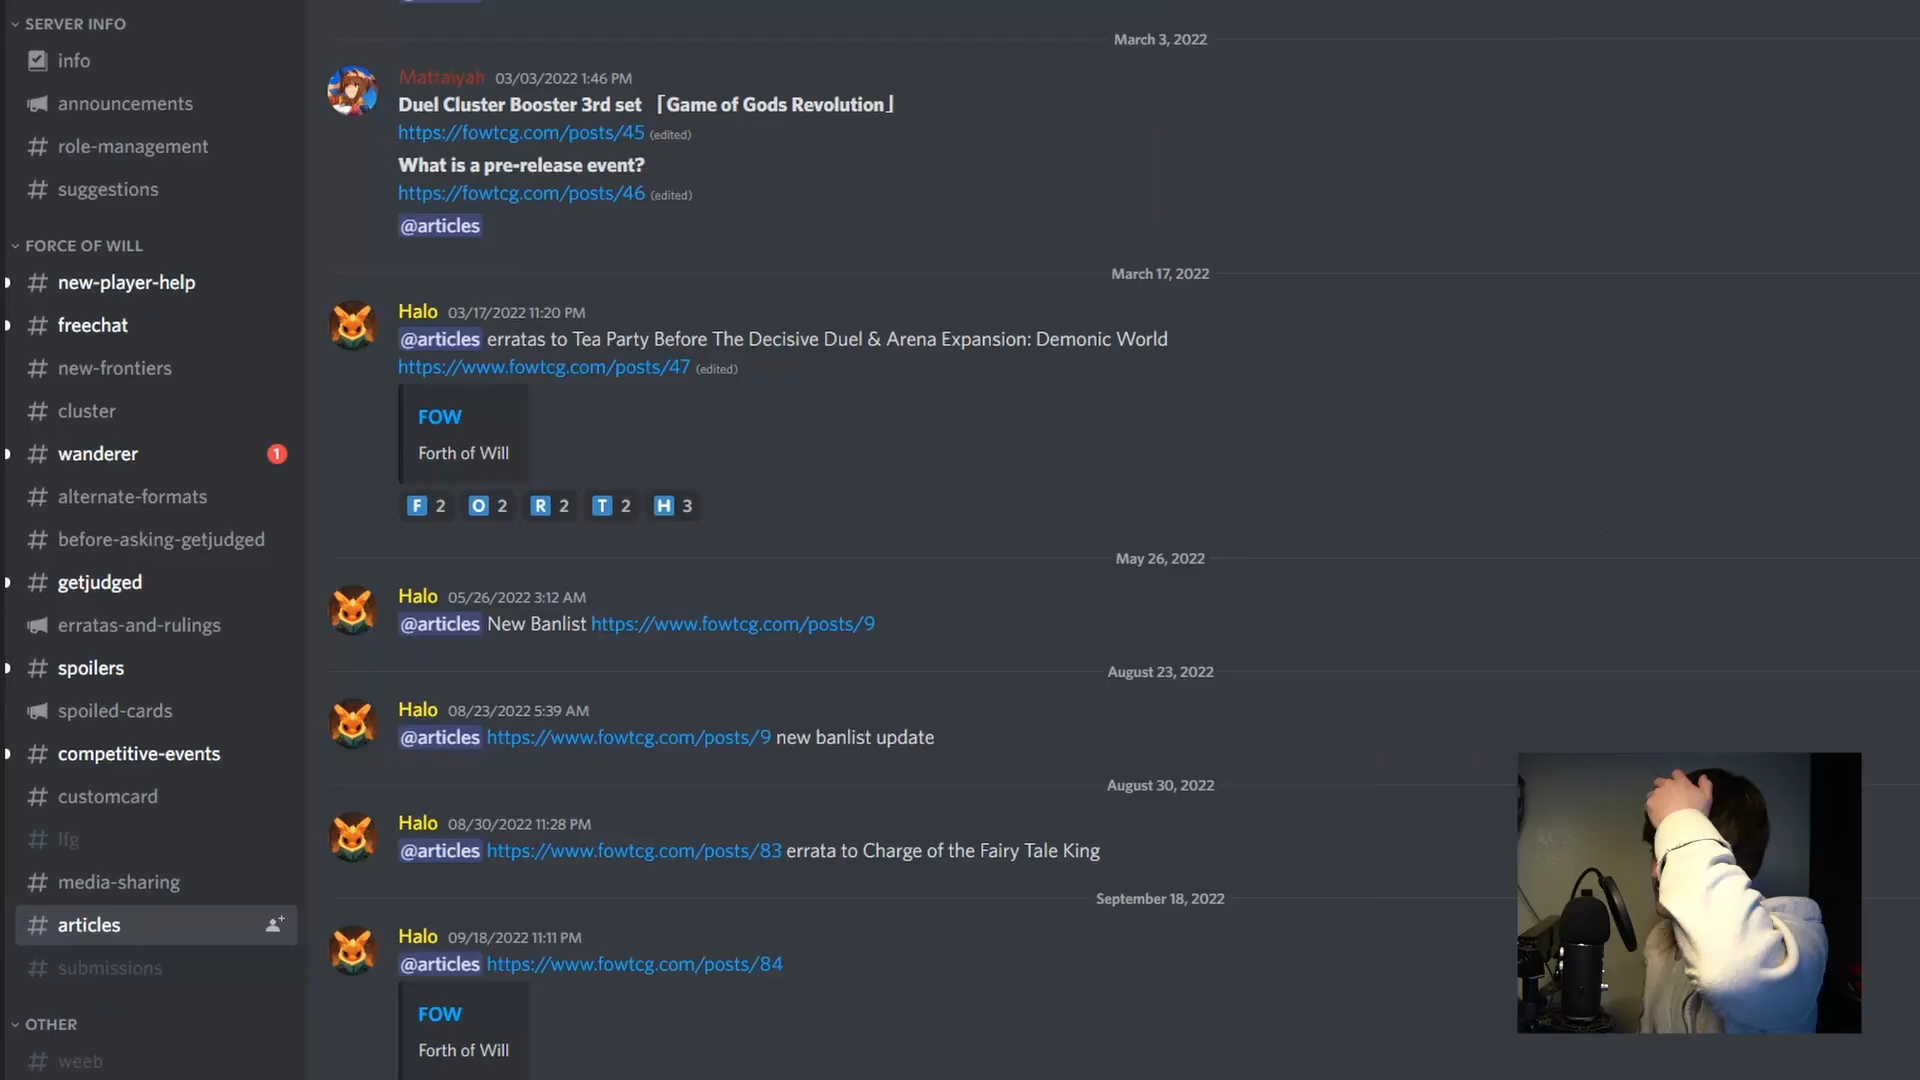 SERVER INFO
info
announcements
role-management
suggestions
FORCE OF WILL
new-player-help
freechat
new-frontiers
cluster
wanderer 1
alternate-formats
before-asking-getjudged
getjudged
erratas-and-rulings
spoilers
spoiled-cards
competitive-events
customcard
lfg
media-sharing
articles
submissions
OTHER
weeb
March 3, 2022
Mattaiyah 03/03/2022 1:46 PM
Duel Cluster Booster 3rd set 「Game of Gods Revolution」
https://fowtcg.com/posts/45 (edited)
What is a pre-release event?
https://fowtcg.com/posts/46 (edited)
@articles
March 17, 2022
Halo 03/17/2022 11:20 PM
@articles erratas to Tea Party Before The Decisive Duel & Arena Expansion: Demonic World
https://www.fowtcg.com/posts/47 (edited)
FOW
Forth of Will
F 2 O 2 R 2 T 2 H 3
May 26, 2022
Halo 05/26/2022 3:12 AM
@articles New Banlist https://www.fowtcg.com/posts/9
August 23, 2022
Halo 08/23/2022 5:39 AM
@articles https://www.fowtcg.com/posts/9 new banlist update
August 30, 2022
Halo 08/30/2022 11:28 PM
@articles https://www.fowtcg.com/posts/83 errata to Charge of the Fairy Tale King
September 18, 2022
Halo 09/18/2022 11:11 PM
@articles https://www.fowtcg.com/posts/84
FOW
Forth of Will